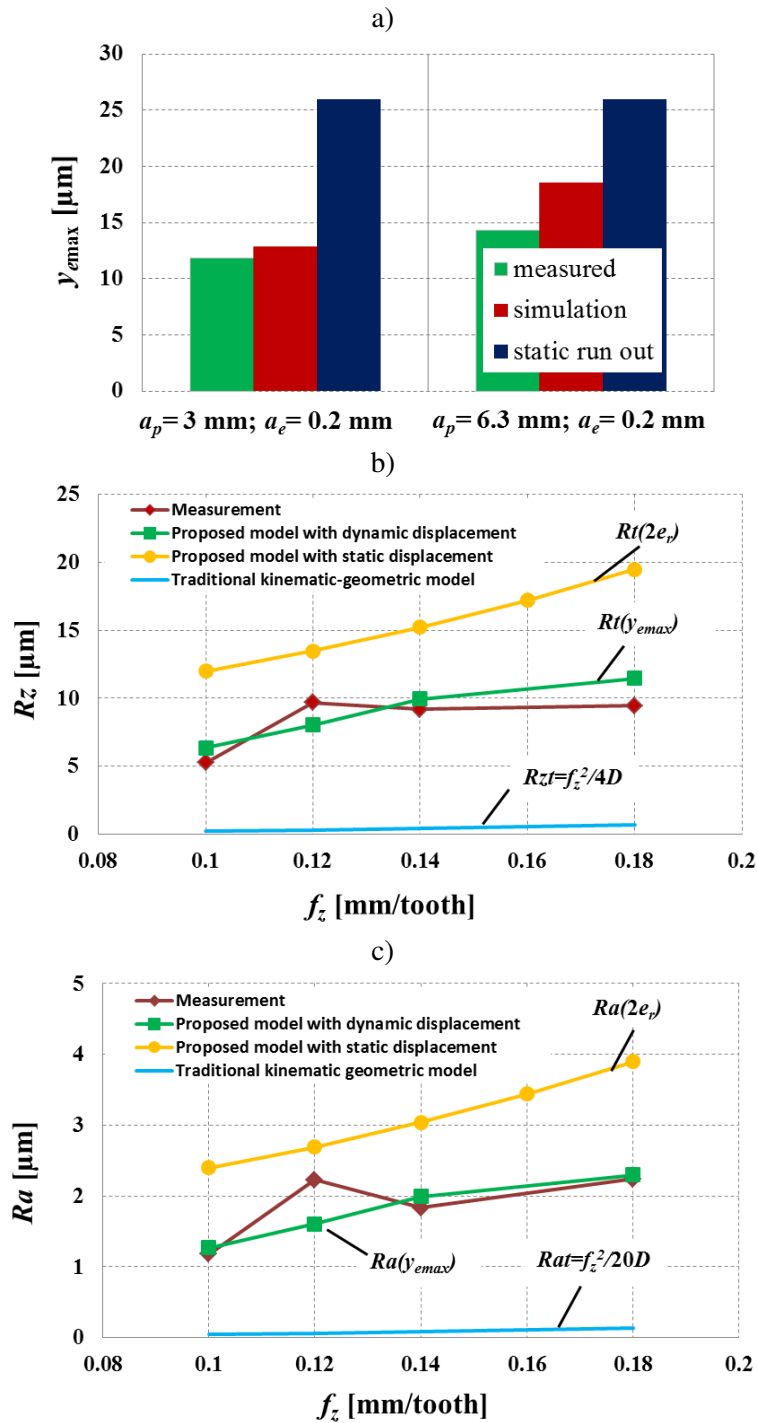 a)
30
25
20
15
10
5
0
y_emax [µm]
measured
simulation
static run out
a_p= 3 mm; a_e= 0.2 mm
a_p= 6.3 mm; a_e= 0.2 mm
b)
25
20
15
10
5
0
Rz [µm]
Measurement
Proposed model with dynamic displacement
Proposed model with static displacement
Traditional kinematic-geometric model
Rt(2e_r)
Rt(y_emax)
Rzt=f_z²/4D
0.08 0.1 0.12 0.14 0.16 0.18 0.2
f_z [mm/tooth]
c)
5
4
3
2
1
0
Ra [µm]
Measurement
Proposed model with dynamic displacement
Proposed model with static displacement
Traditional kinematic geometric model
Ra(2e_r)
Ra(y_emax)
Rat=f_z²/20D
0.08 0.1 0.12 0.14 0.16 0.18 0.2
f_z [mm/tooth]